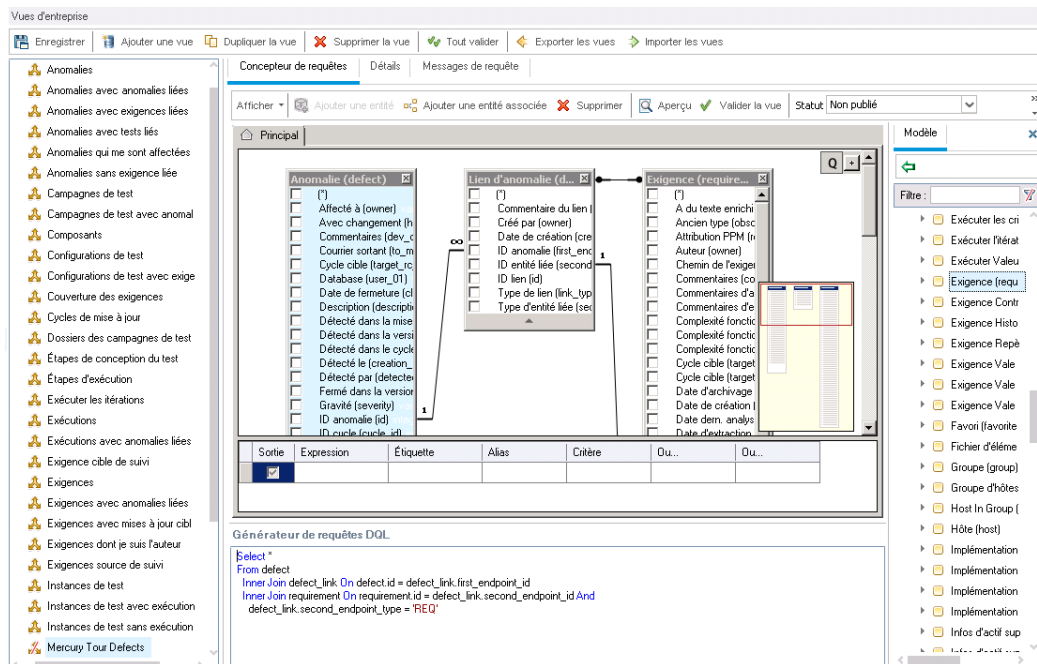 Vues d'entreprise
Enregistrer Ajouter une vue Dupliquer la vue Supprimer la vue Tout valider Exporter les vues Importer les vues
Anomalies
Anomalies avec anomalies liées
Anomalies avec exigences liées
Anomalies avec tests liés
Anomalies qui me sont affectées
Anomalies sans exigence liée
Campagnes de test
Campagnes de test avec anomal
Composants
Configurations de test
Configurations de test avec exige
Couverture des exigences
Cycles de mise à jour
Dossiers des campagnes de test
Étapes de conception du test
Étapes d'exécution
Exécuter les itérations
Exécutions
Exécutions avec anomalies liées
Exigence cible de suivi
Exigences
Exigences avec anomalies liées
Exigences avec mises à jour cibl
Exigences dont je suis l'auteur
Exigences source de suivi
Instances de test
Instances de test avec exécution
Instances de test sans exécution
Mercury Tour Defects
Concepteur de requêtes Détails Messages de requête
Afficher Ajouter une entité Ajouter une entité associée Supprimer Aperçu Valider la vue Statut Non publié
Principal
Q +
Anomalie (defect)
(*)
Affecté à (owner)
Avec changement (h
Commentaires (dev_c
Courrier sortant (to_m
Cycle cible (target_rc
Database (user_01)
Date de fermeture (cl
Description (descripti
Détecté dans la mise
Détecté dans la versi
Détecté dans le cycle
Détecté le (creation_
Détecté par (detecte
Fermé dans la version
Gravité (severity)
ID anomalie (id)
ID cycle (cycle_id)
1
∞
Lien d'anomalie (d...
(*)
Commentaire du lien (
Créé par (owner)
Date de création (cre
ID anomalie (first_enc
ID entité liée (second
ID lien (id)
Type de lien (link_typ
Type d'entité liée (sec
1
Exigence (require...
(*)
A du texte enrichi
Ancien type (obsc
Attribution PPM (re
Auteur (owner)
Chemin de l'exiger
Commentaires (co
Commentaires d'a
Commentaires d'e
Complexité fonctic
Complexité fonctic
Cycle cible (target
Cycle cible (target
Date d'archivage
Date de création (
Date dern. analys
Date d'extraction
Sortie Expression Étiquette Alias Critère Ou... Ou...
Générateur de requêtes DQL
Select *
From defect
Inner Join defect_link On defect.id = defect_link.first_endpoint_id
Inner Join requirement On requirement.id = defect_link.second_endpoint_id And
defect_link.second_endpoint_type = 'REQ'
Modèle
Filtre :
Exécuter les cri
Exécuter l'itérat
Exécuter Valeu
Exigence (requ
Exigence Contr
Exigence Histo
Exigence Repè
Exigence Vale
Exigence Vale
Exigence Vale
Favori (favorite
Fichier d'éléme
Groupe (group)
Groupe d'hôtes
Host In Group (
Hôte (host)
Implémentation
Implémentation
Implémentation
Implémentation
Infos d'actif sup